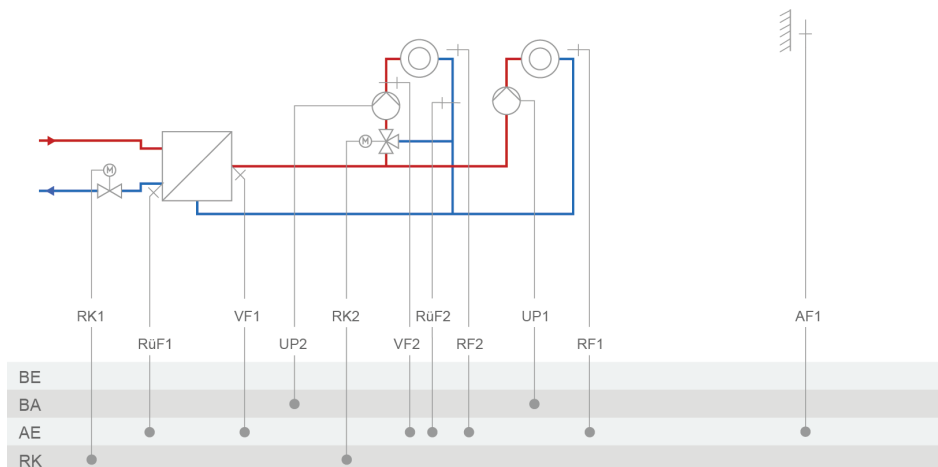 M
M
RK1 VF1 RK2 RüF2 UP1 AF1
RüF1 UP2 VF2 RF2 RF1
BE
BA
AE
RK